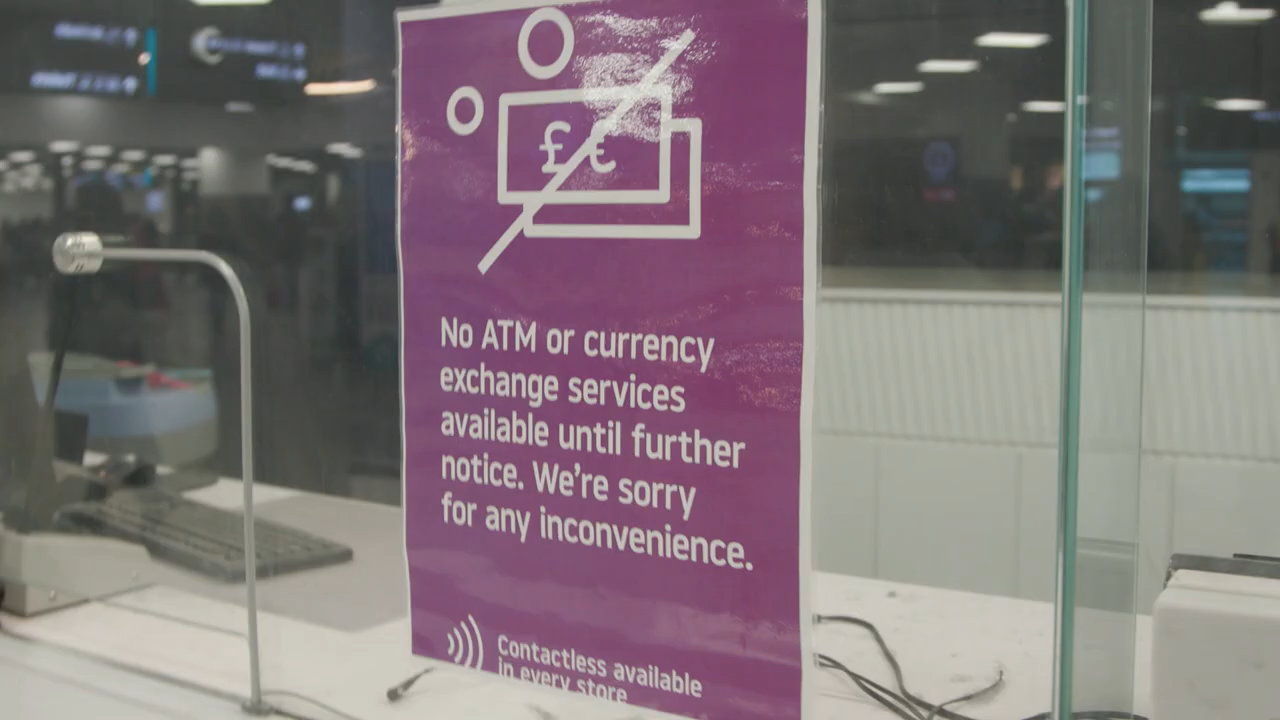 £ €
No ATM or currency
exchange services
available until further
notice. We're sorry
for any inconvenience.
Contactless available
in every store